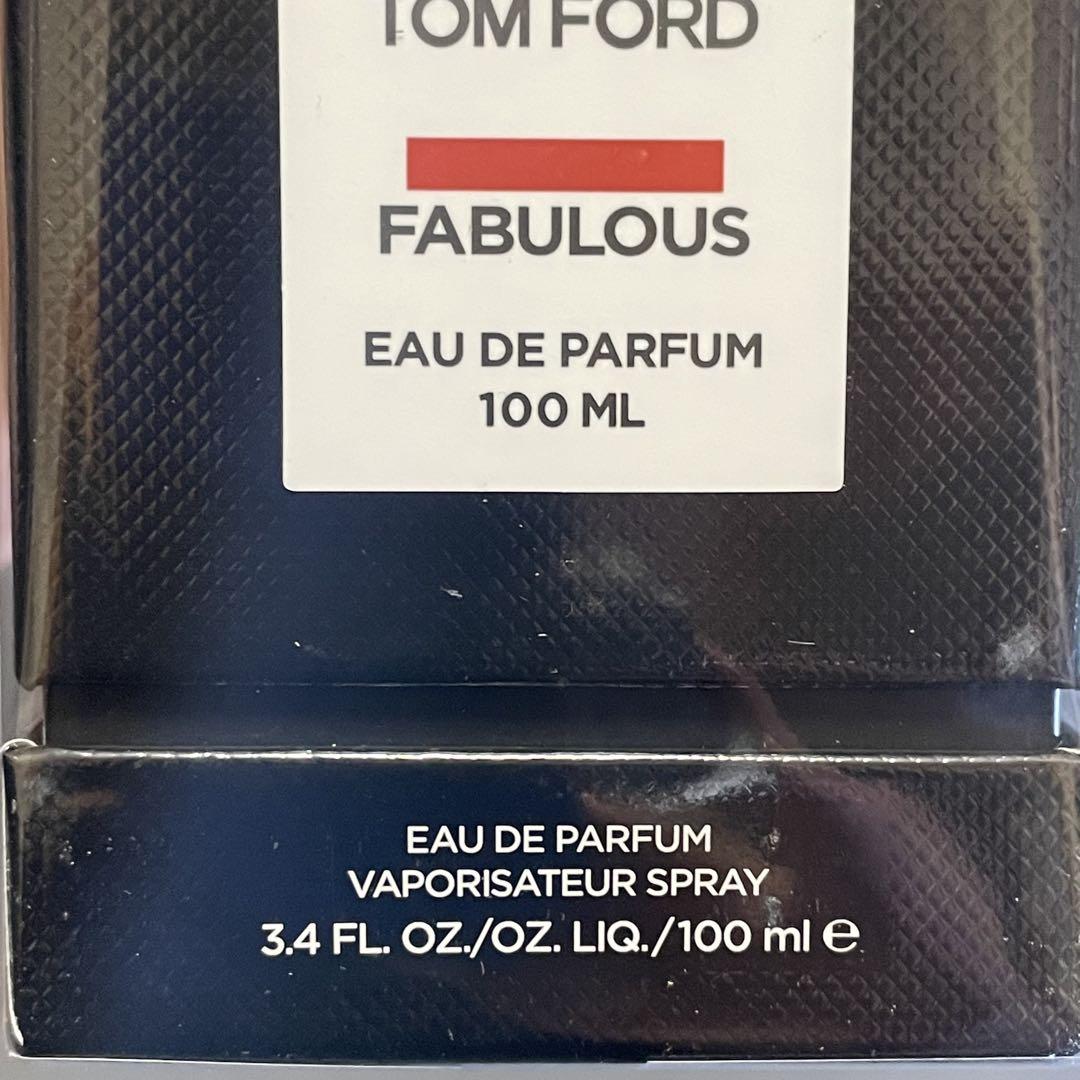 TOM FORD
FABULOUS
EAU DE PARFUM
100 ML
EAU DE PARFUM
VAPORISATEUR SPRAY
3.4 FL. OZ./OZ. LIQ./100 ml ℮